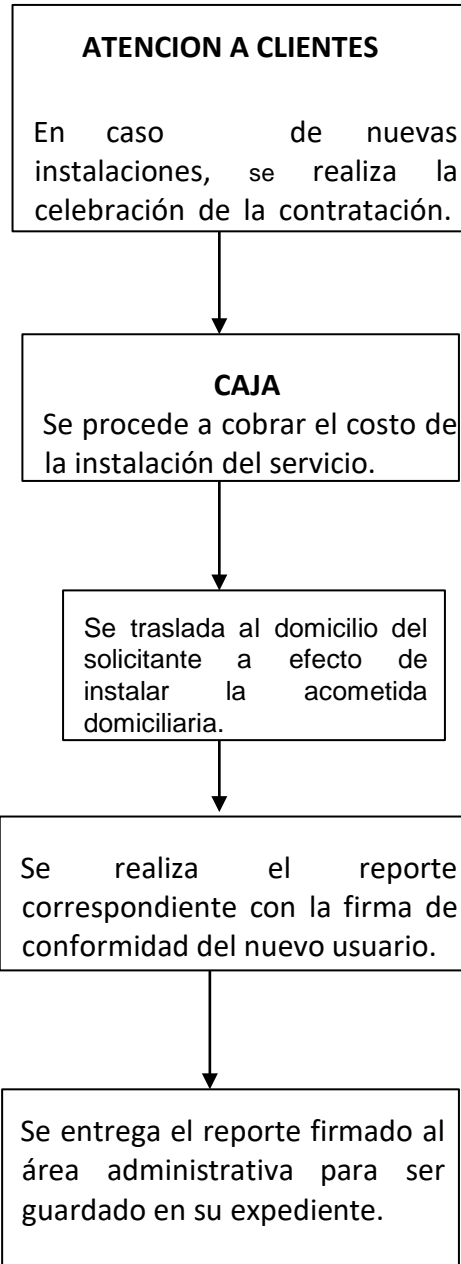 ATENCION A CLIENTES
En caso de nuevas
instalaciones, se realiza la
celebración de la contratación.
CAJA
Se procede a cobrar el costo de
la instalación del servicio.
Se traslada al domicilio del
solicitante a efecto de
instalar la acometida
domiciliaria.
Se realiza el reporte
correspondiente con la firma de
conformidad del nuevo usuario.
Se entrega el reporte firmado al
área administrativa para ser
guardado en su expediente.